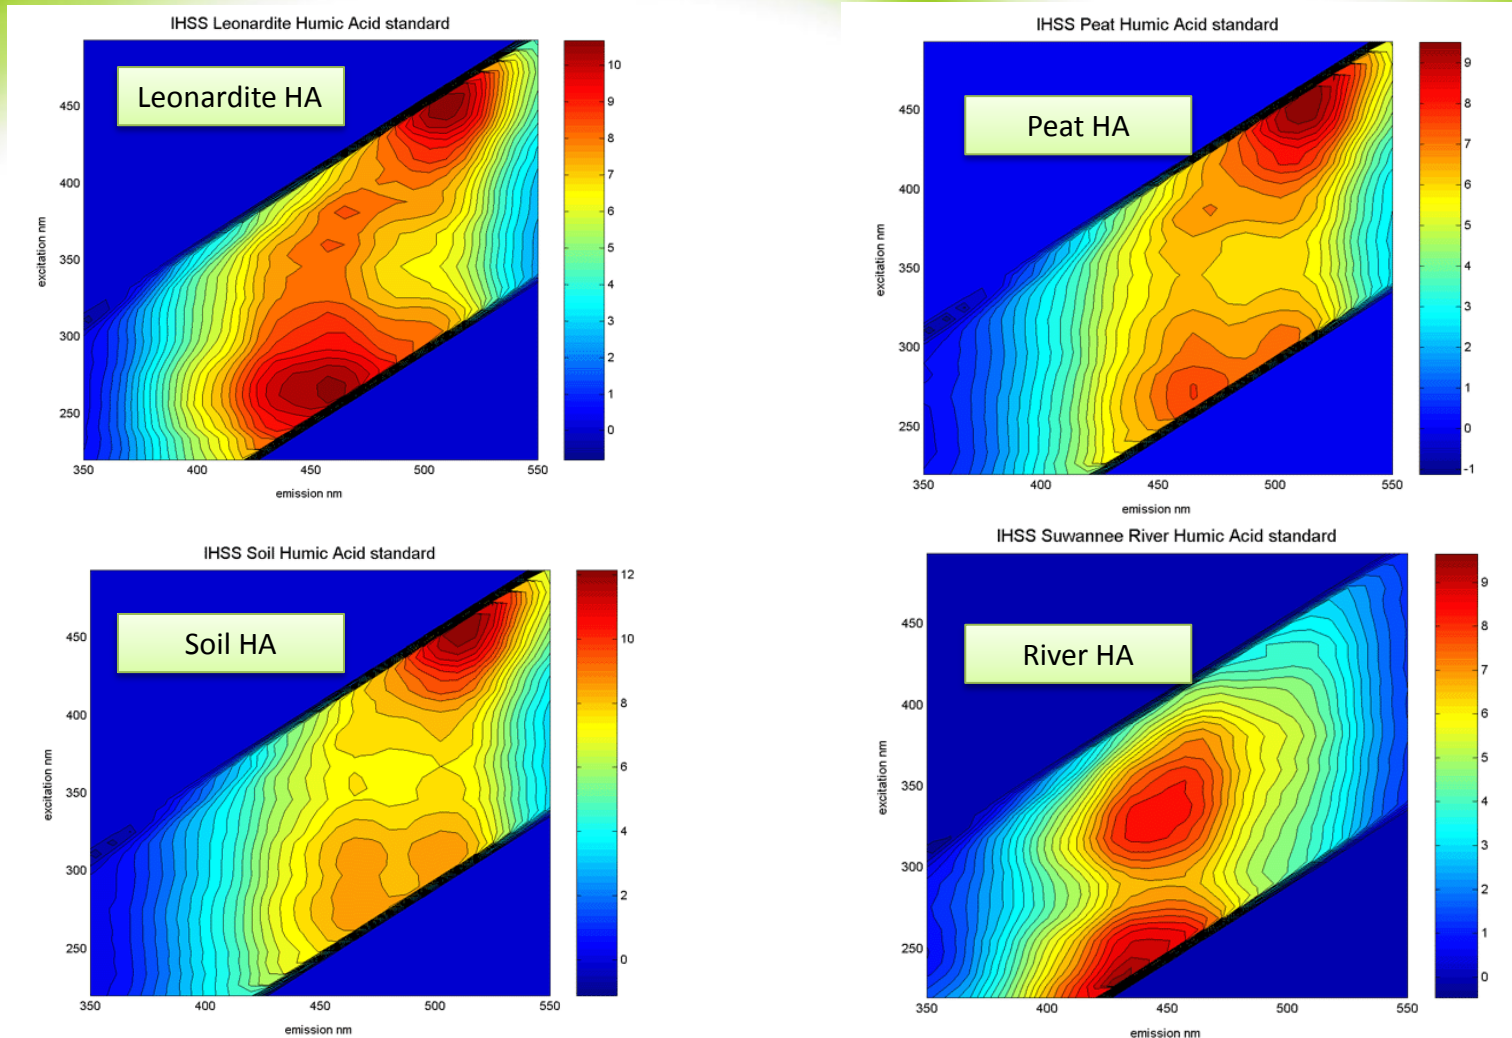 IHSS Leonardite Humic Acid standard
Leonardite HA
450
400
350
300
250
excitation nm
350 400 450 500 550
emission nm
10
9
8
7
6
5
4
3
2
1
0
IHSS Peat Humic Acid standard
Peat HA
450
400
350
300
250
excitation nm
350 400 450 500 550
emission nm
9
8
7
6
5
4
3
2
1
0
-1
IHSS Soil Humic Acid standard
Soil HA
450
400
350
300
250
excitation nm
350 400 450 500 550
emission nm
12
10
8
6
4
2
0
IHSS Suwannee River Humic Acid standard
River HA
450
400
350
300
250
excitation nm
350 400 450 500 550
emission nm
9
8
7
6
5
4
3
2
1
0